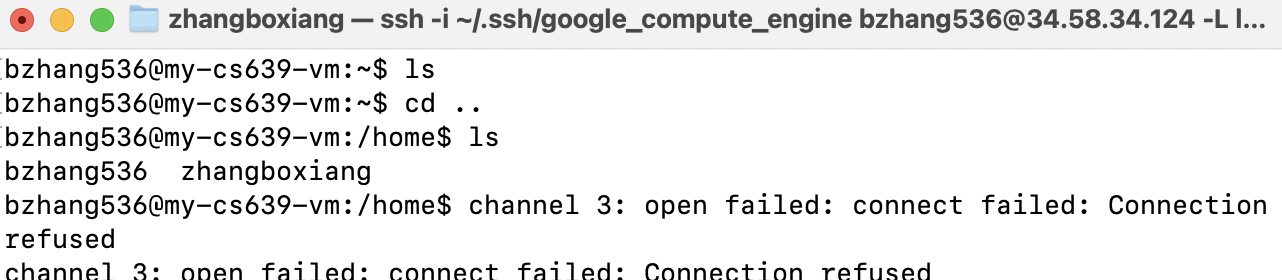 zhangboxiang — ssh -i ~/.ssh/google_compute_engine bzhang536@34.58.34.124 -L l...
[bzhang536@my-cs639-vm:~$ ls
[bzhang536@my-cs639-vm:~$ cd ..
[bzhang536@my-cs639-vm:/home$ ls
bzhang536  zhangboxiang
bzhang536@my-cs639-vm:/home$ channel 3: open failed: connect failed: Connection
refused
channel 3: open failed: connect failed: Connection refused